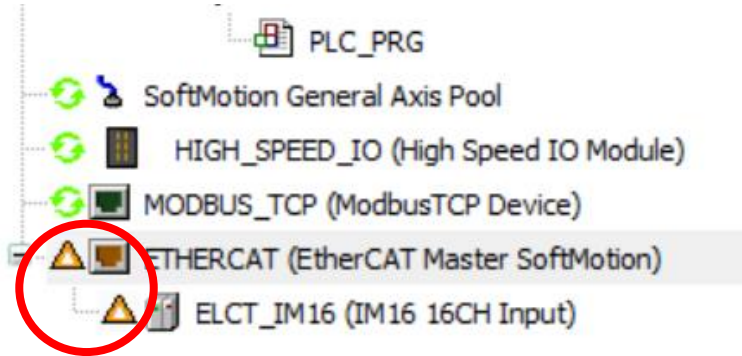 PLC_PRG
SoftMotion General Axis Pool
HIGH_SPEED_IO (High Speed IO Module)
MODBUS_TCP (ModbusTCP Device)
ETHERCAT (EtherCAT Master SoftMotion)
ELCT_IM16 (IM16 16CH Input)